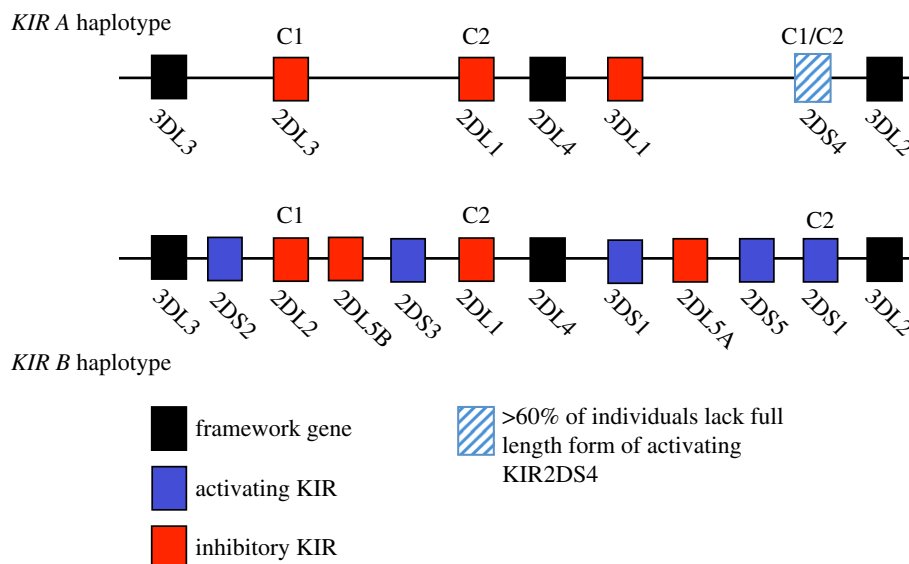 KIR A haplotype
C1 C2 C1/C2
3DL3 2DL3 2DL1 2DL4 3DL1 2DS4 3DL2
C1 C2 C2
3DL3 2DS2 2DL2 2DL5B 2DS3 2DL1 2DL4 3DS1 2DL5A 2DS5 2DS1 3DL2
KIR B haplotype
framework gene
activating KIR
inhibitory KIR
>60% of individuals lack full
length form of activating
KIR2DS4